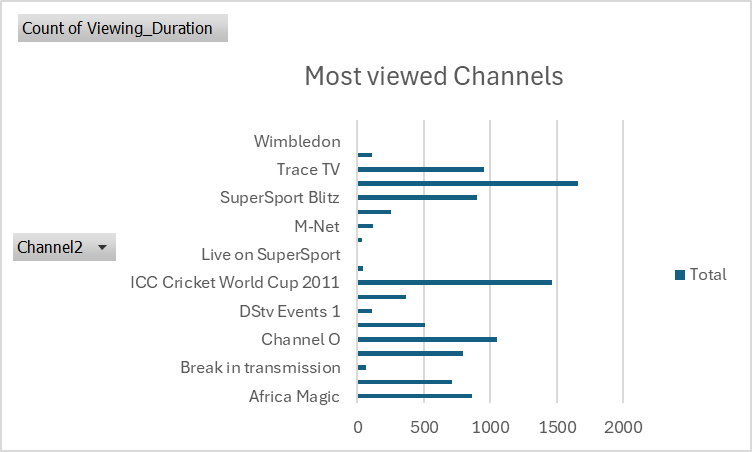 Count of Viewing_Duration
Most viewed Channels
Wimbledon
Trace TV
SuperSport Blitz
M-Net
Channel2
Live on SuperSport
ICC Cricket World Cup 2011
Total
DStv Events 1
Channel O
Break in transmission
Africa Magic
0 500 1000 1500 2000